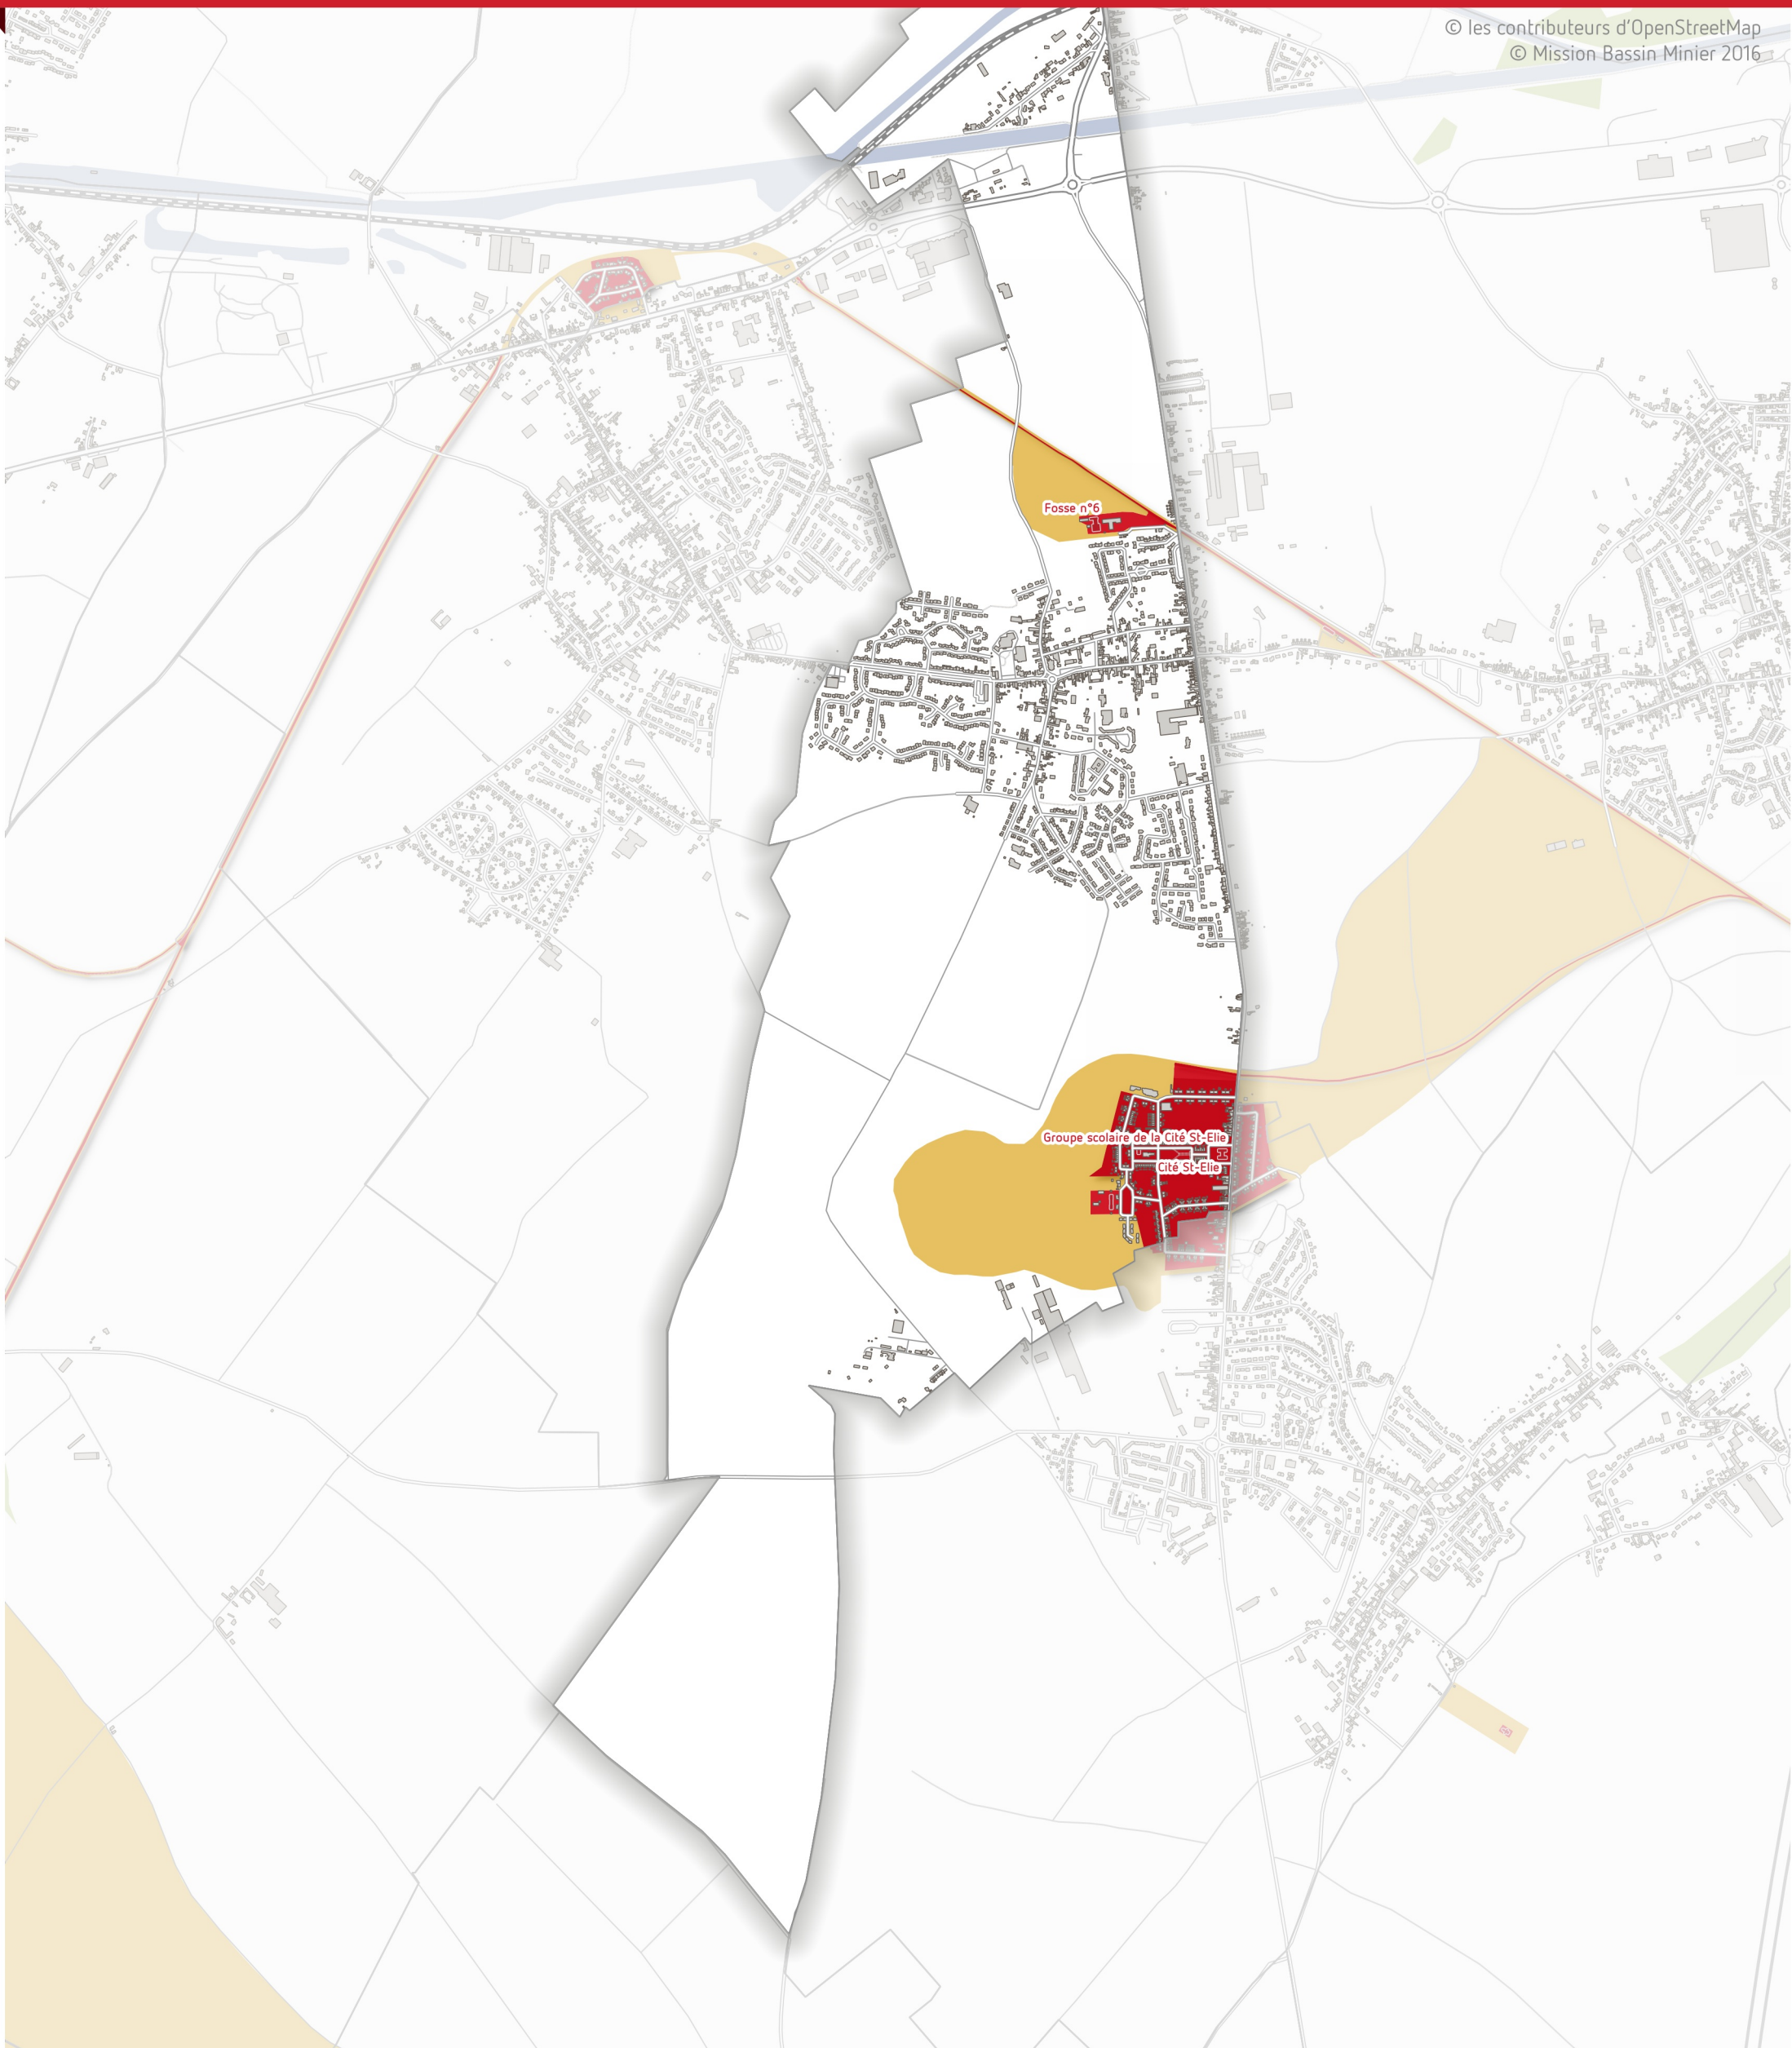 © les contributeurs d'OpenStreetMap
© Mission Bassin Minier 2016
Fosse n°6
Groupe scolaire de la Cité St-Elie
Cité St-Elie